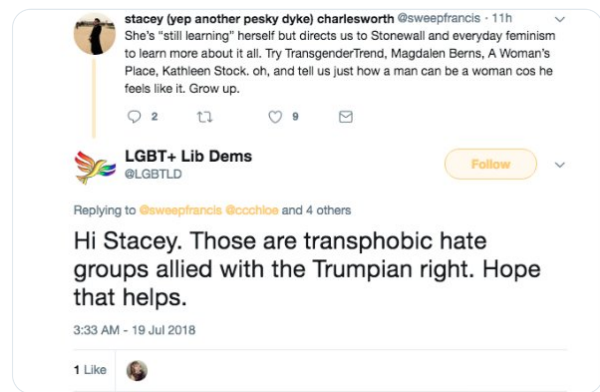 stacey (yep another pesky dyke) charlesworth @sweepfrancis · 11h
She's “still learning” herself but directs us to Stonewall and everyday feminism
to learn more about it all. Try TransgenderTrend, Magdalen Berns, A Woman's
Place, Kathleen Stock. oh, and tell us just how a man can be a woman cos he
feels like it. Grow up.
2 9
LGBT+ Lib Dems
@LGBTLD
Follow
Replying to @sweepfrancis @ccchloe and 4 others
Hi Stacey. Those are transphobic hate
groups allied with the Trumpian right. Hope
that helps.
3:33 AM - 19 Jul 2018
1 Like